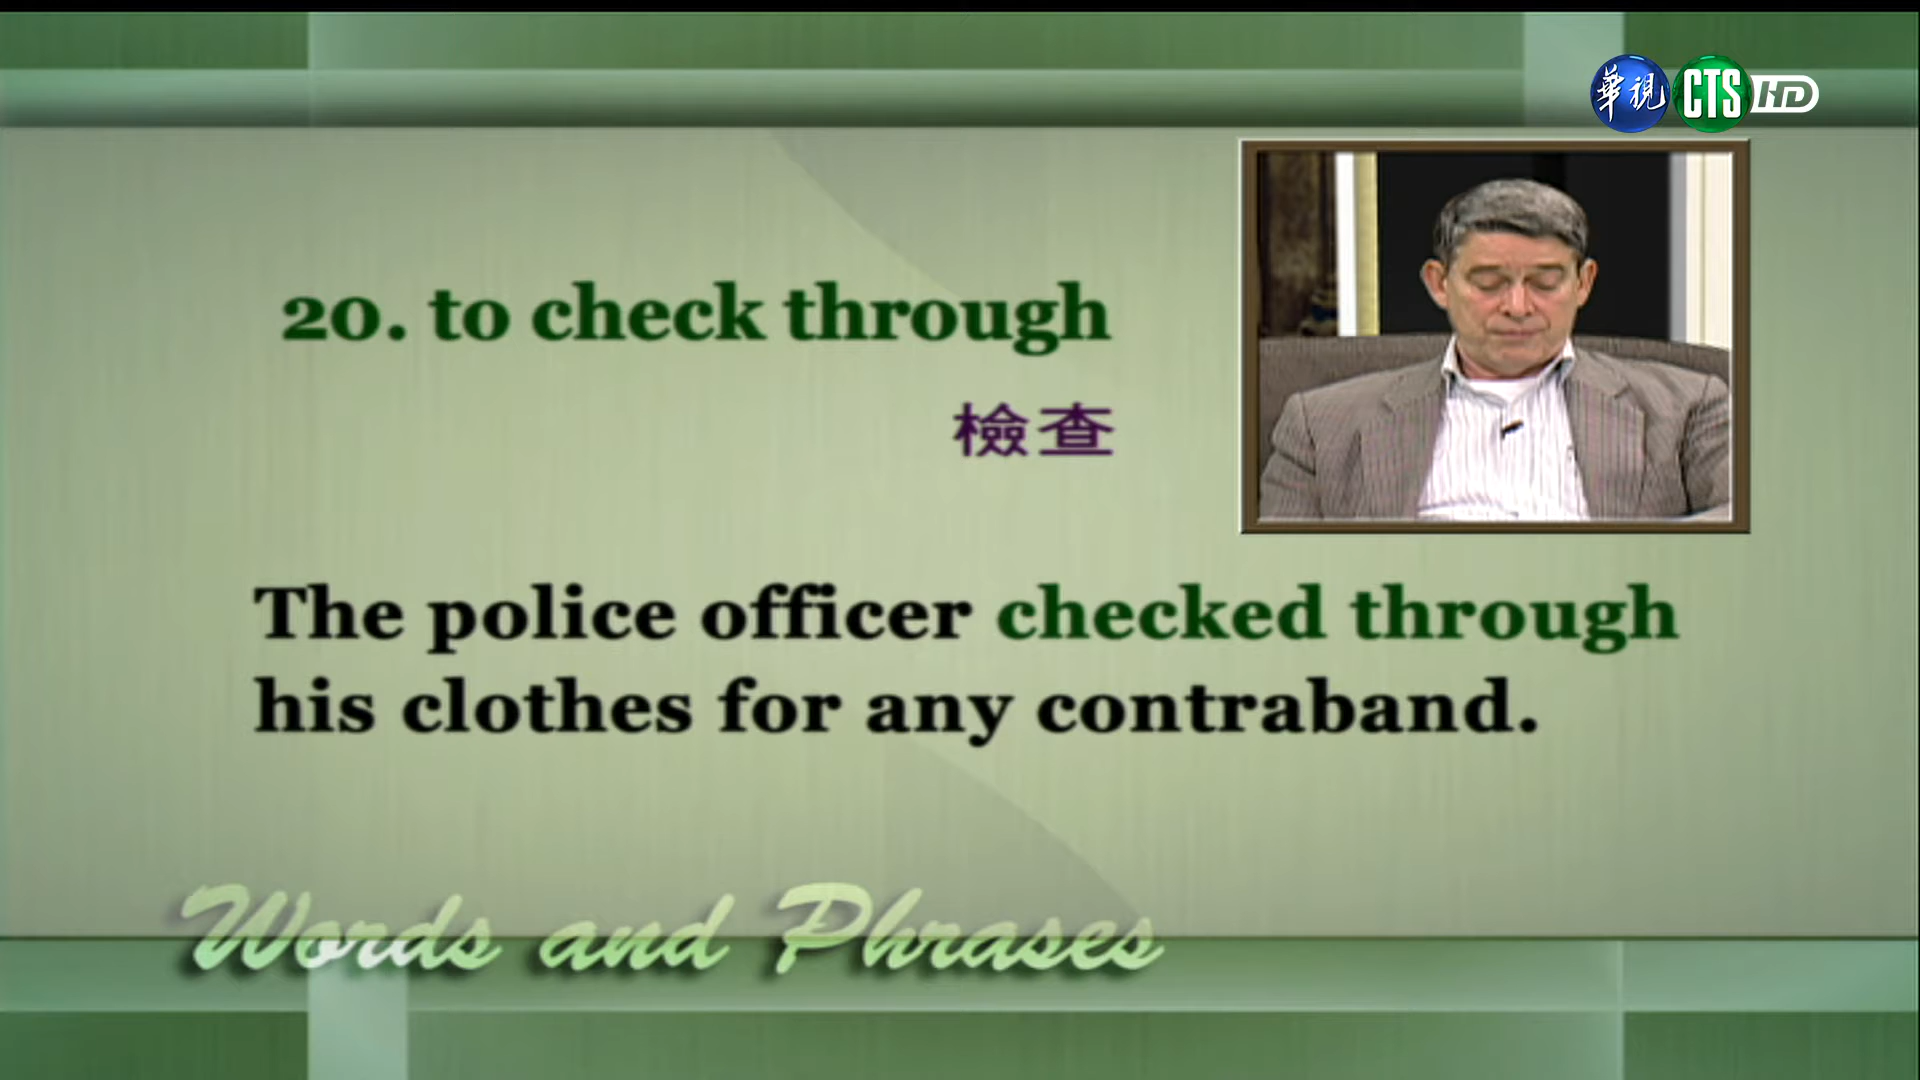 華視 CTS HD
20. to check through
檢查
The police officer checked through
his clothes for any contraband.
Words and Phrases